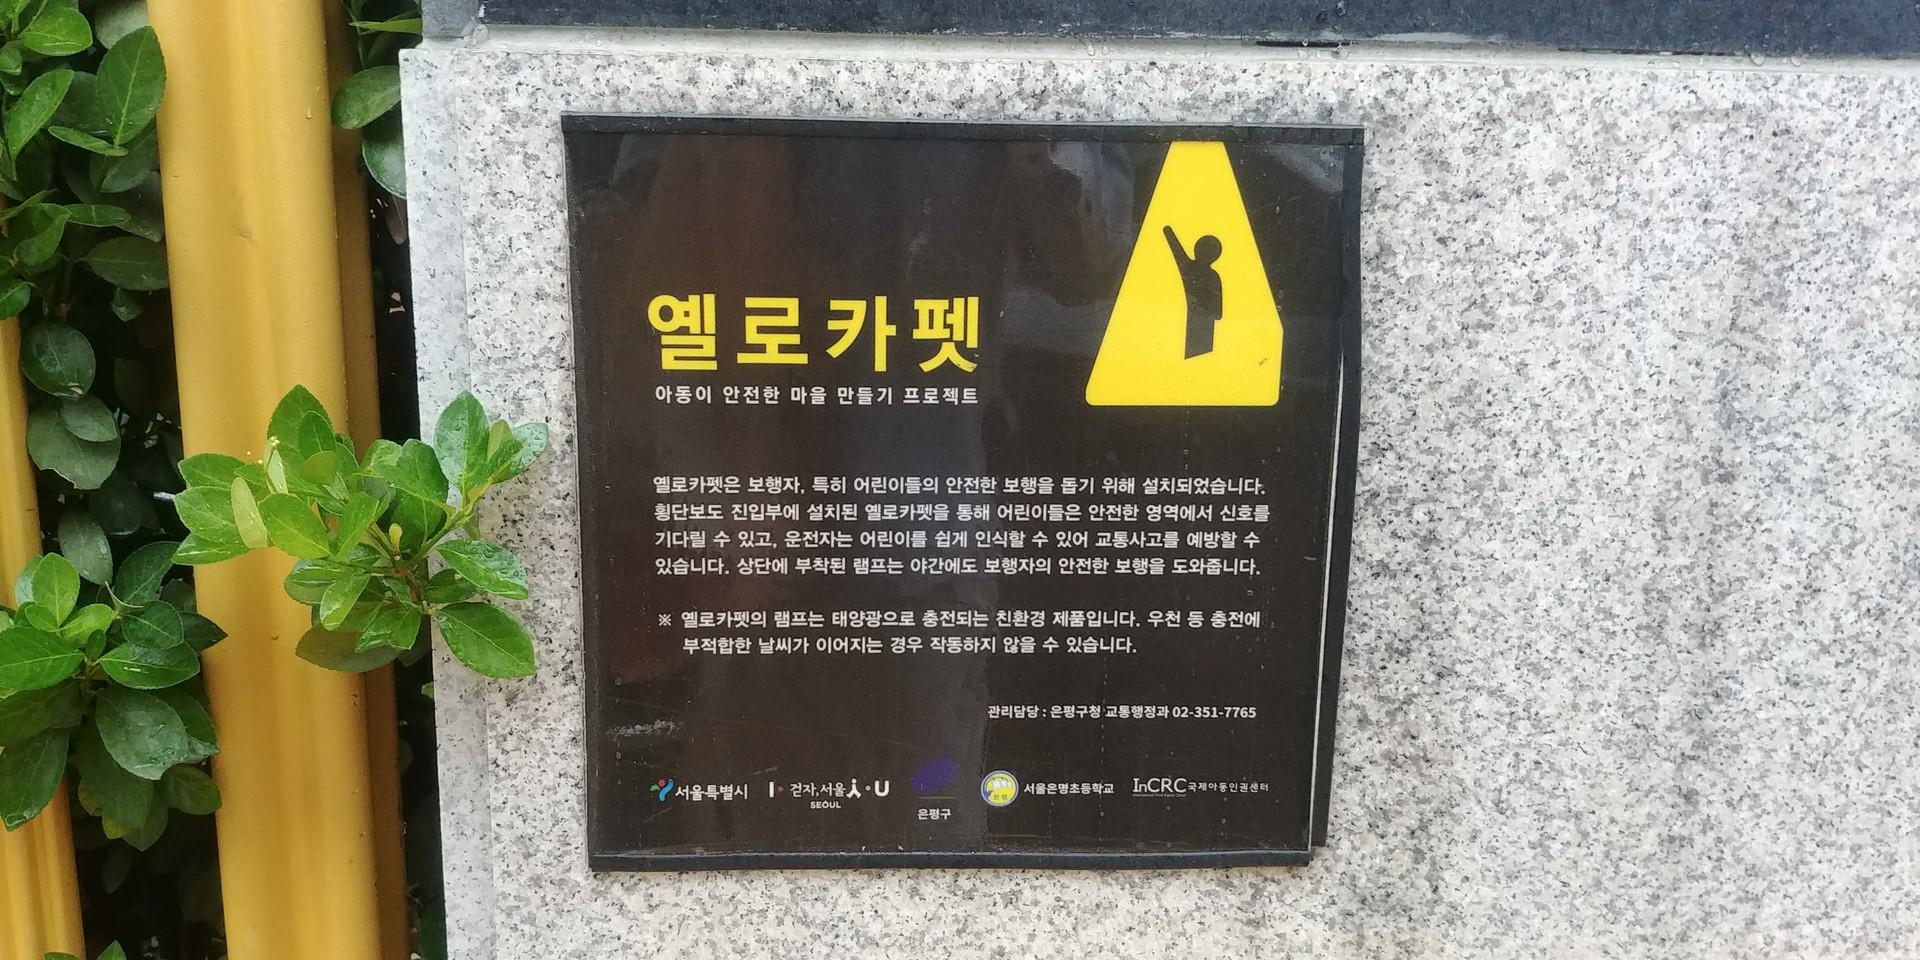 옐로카펫
아동이 안전한 마을 만들기 프로젝트
옐로카펫은 보행자, 특히 어린이들의 안전한 보행을 돕기 위해 설치되었습니다.
횡단보도 진입부에 설치된 옐로카펫을 통해 어린이들은 안전한 영역에서 신호를
기다릴 수 있고, 운전자는 어린이를 쉽게 인식할 수 있어 교통사고를 예방할 수
있습니다. 상단에 부착된 램프는 야간에도 보행자의 안전한 보행을 도와줍니다.
※ 옐로카펫의 램프는 태양광으로 충전되는 친환경 제품입니다. 우천 등 충전에
부적합한 날씨가 이어지는 경우 작동하지 않을 수 있습니다.
관리담당 : 은평구청 교통행정과 02-351-7765
서울특별시
I·걷자,서울·U
SEOUL
은평구
서울은명초등학교
InCRC 국제아동인권센터